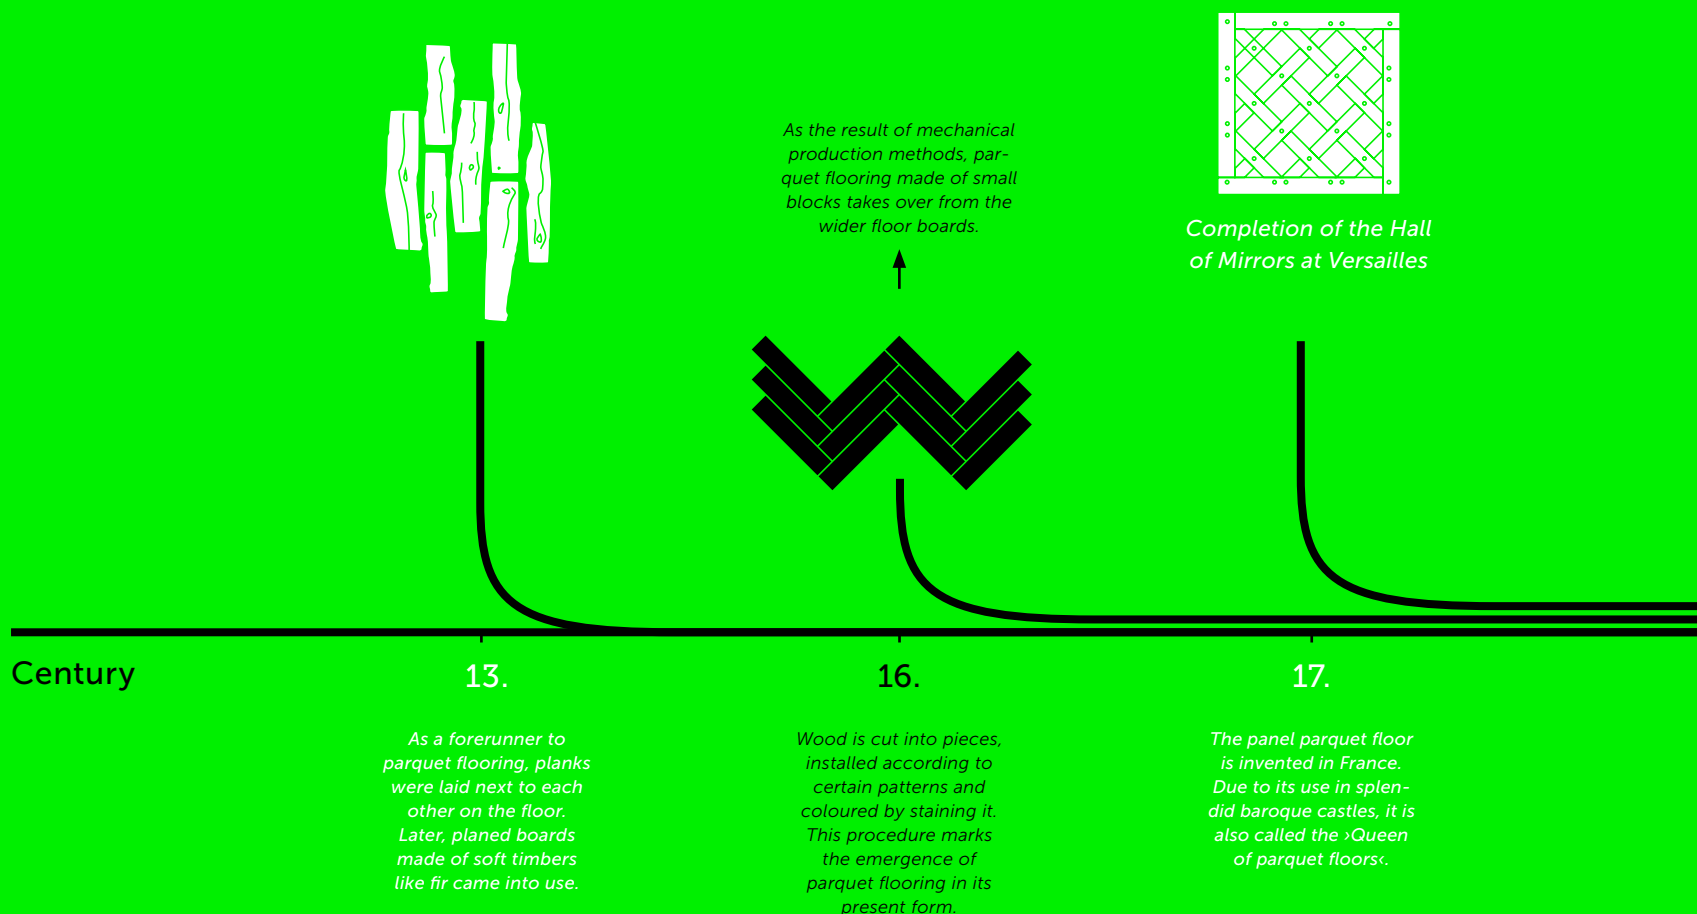 As the result of mechanical
production methods, par-
quet flooring made of small
blocks takes over from the
wider floor boards.
Completion of the Hall
of Mirrors at Versailles
Century
13.
16.
17.
As a forerunner to
parquet flooring, planks
were laid next to each
other on the floor.
Later, planed boards
made of soft timbers
like fir came into use.
Wood is cut into pieces,
installed according to
certain patterns and
coloured by staining it.
This procedure marks
the emergence of
parquet flooring in its
present form.
The panel parquet floor
is invented in France.
Due to its use in splen-
did baroque castles, it is
also called the ›Queen
of parquet floors‹.